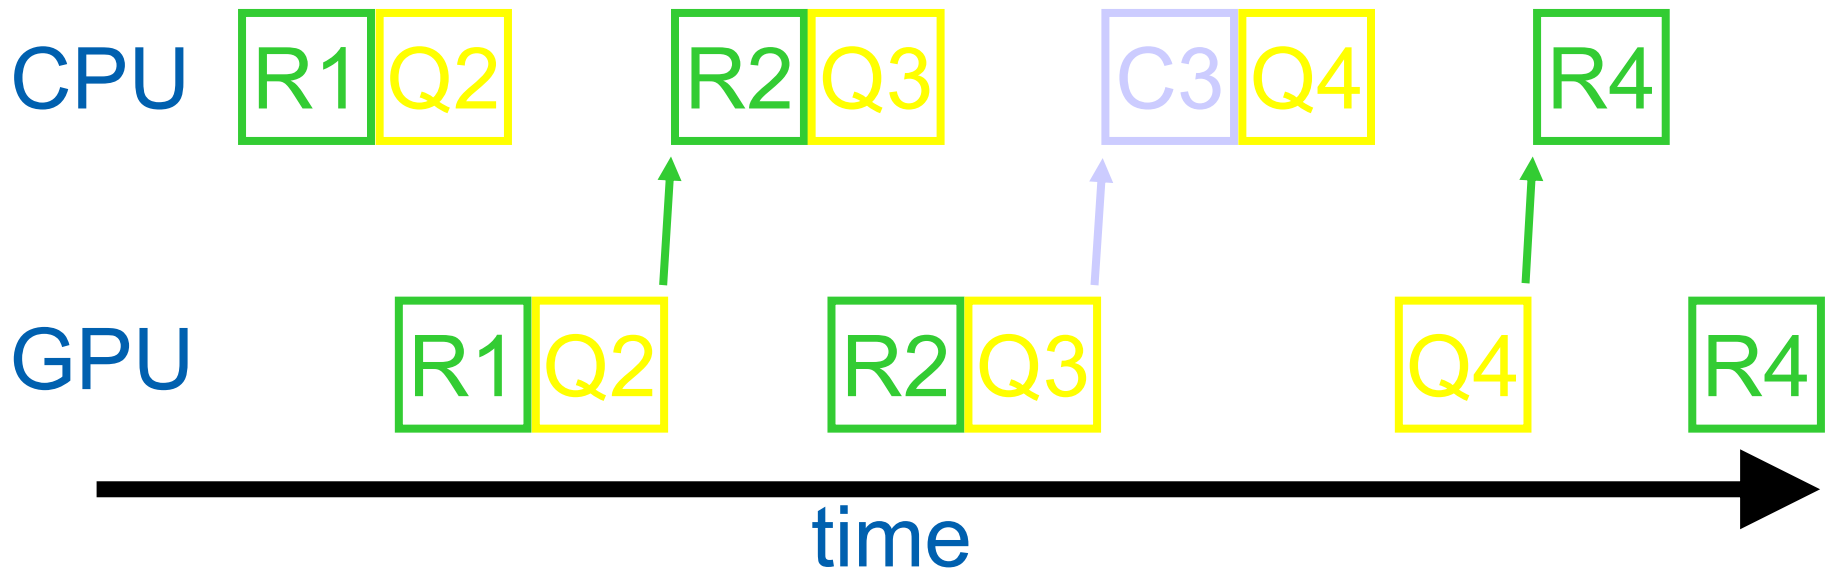 CPU R1 Q2 R2 Q3 C3 Q4 R4
GPU R1 Q2 R2 Q3 Q4 R4
time